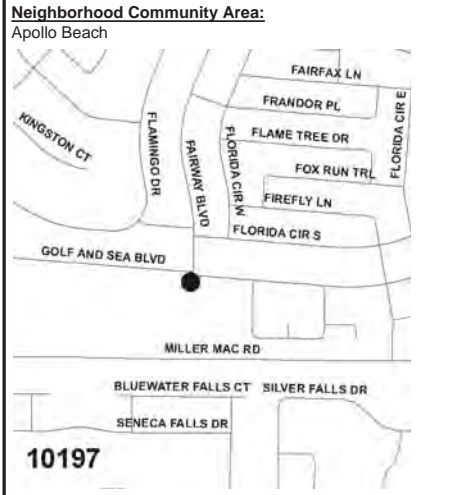 Neighborhood Community Area:
Apollo Beach
FAIRFAX LN
FRANDOR PL
FLAME TREE DR
FOX RUN TRL
FIREFLY LN
FLORIDA CIR E
KINGSTON CT
FLAMINGO DR
FAIRWAY BLVD
FLORIDA CIR W
FLORIDA CIR S
GOLF AND SEA BLVD
MILLER MAC RD
BLUEWATER FALLS CT
SILVER FALLS DR
SENECA FALLS DR
10197